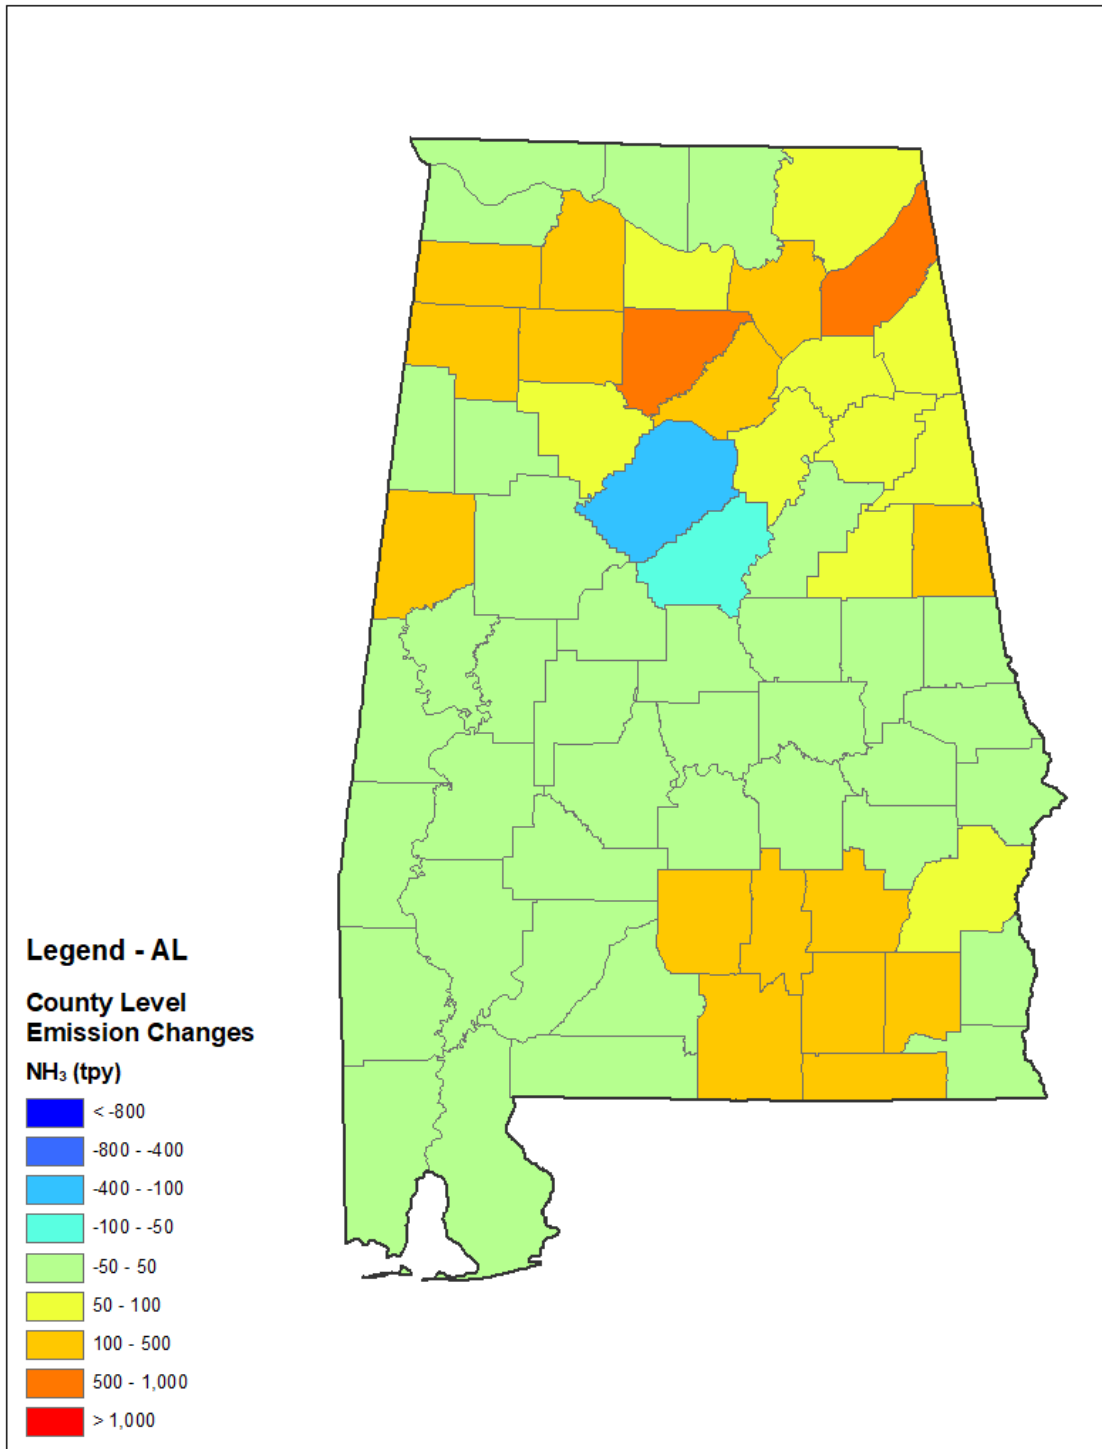 Legend - AL
County Level
Emission Changes
NH₃ (tpy)
< -800
-800 - -400
-400 - -100
-100 - -50
-50 - 50
50 - 100
100 - 500
500 - 1,000
> 1,000